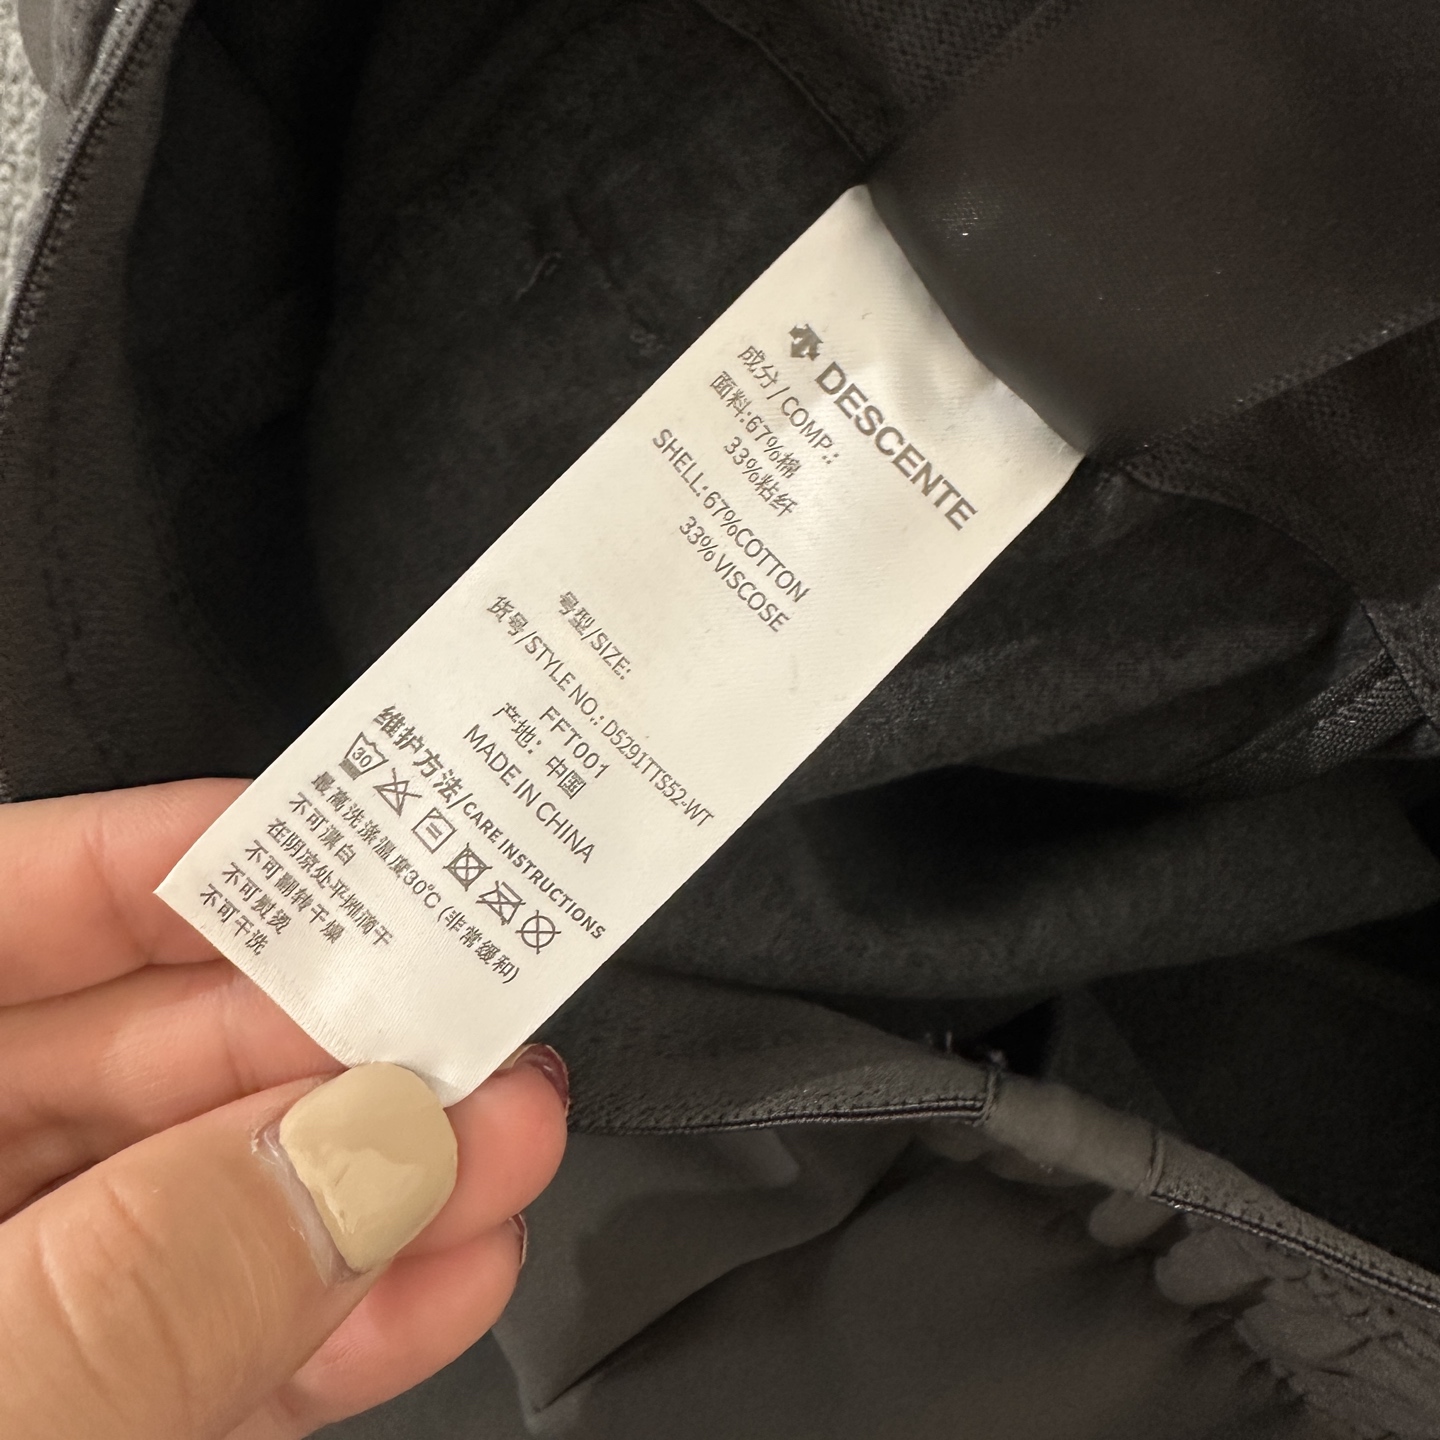 DESCENTE
成分/COMP.:
面料:67%棉
33%粘纤
SHELL:67%COTTON
33%VISCOSE
号型/SIZE:
货号/STYLE NO.: D5291TTS52-WT
FFT001
产地：中国
MADE IN CHINA
维护方法/CARE INSTRUCTIONS
30
最高洗涤温度30℃ (非常缓和)
不可漂白
在阴凉处平摊滴干
不可翻转干燥
不可熨烫
不可干洗